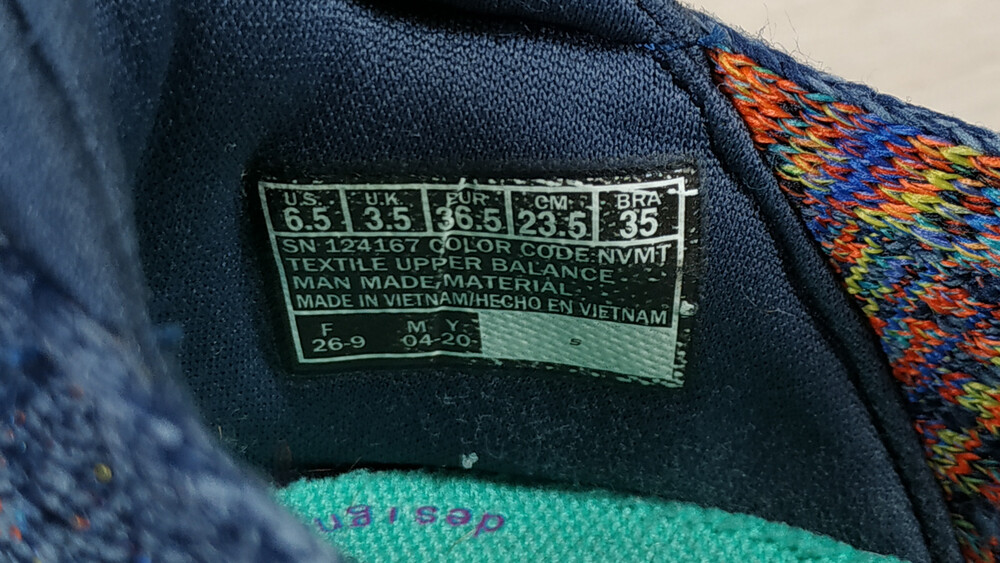 U.S. U.K. EUR CM BRA
6.5 3.5 36.5 23.5 35
SN 124167 COLOR CODE:NVMT
TEXTILE UPPER BALANCE
MAN MADE MATERIAL
MADE IN VIETNAM/HECHO EN VIETNAM
F M Y
26-9 04-20
s
design